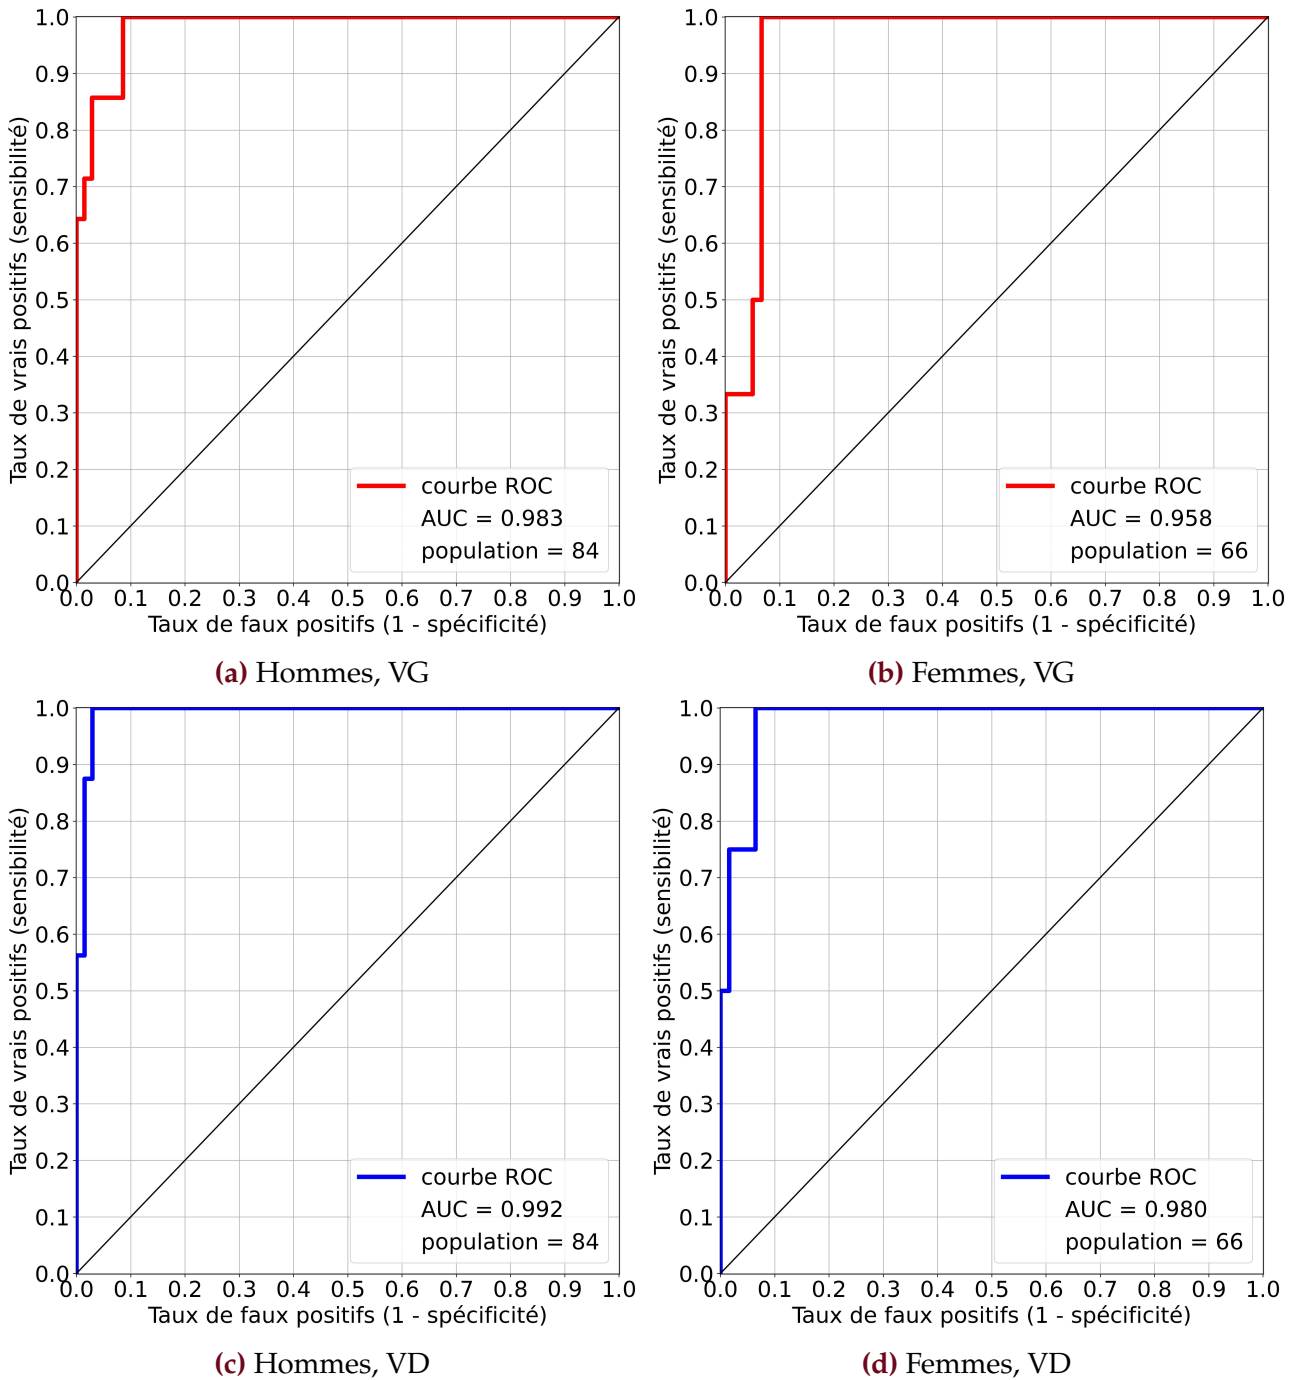 1.0
0.9
0.8
0.7
0.6
0.5
0.4
0.3
0.2
0.1
0.0
Taux de vrais positifs (sensibilité)
courbe ROC
AUC = 0.983
population = 84
0.0 0.1 0.2 0.3 0.4 0.5 0.6 0.7 0.8 0.9 1.0
Taux de faux positifs (1 - spécificité)
(a) Hommes, VG
1.0
0.9
0.8
0.7
0.6
0.5
0.4
0.3
0.2
0.1
0.0
Taux de vrais positifs (sensibilité)
courbe ROC
AUC = 0.958
population = 66
0.0 0.1 0.2 0.3 0.4 0.5 0.6 0.7 0.8 0.9 1.0
Taux de faux positifs (1 - spécificité)
(b) Femmes, VG
1.0
0.9
0.8
0.7
0.6
0.5
0.4
0.3
0.2
0.1
0.0
Taux de vrais positifs (sensibilité)
courbe ROC
AUC = 0.992
population = 84
0.0 0.1 0.2 0.3 0.4 0.5 0.6 0.7 0.8 0.9 1.0
Taux de faux positifs (1 - spécificité)
(c) Hommes, VD
1.0
0.9
0.8
0.7
0.6
0.5
0.4
0.3
0.2
0.1
0.0
Taux de vrais positifs (sensibilité)
courbe ROC
AUC = 0.980
population = 66
0.0 0.1 0.2 0.3 0.4 0.5 0.6 0.7 0.8 0.9 1.0
Taux de faux positifs (1 - spécificité)
(d) Femmes, VD